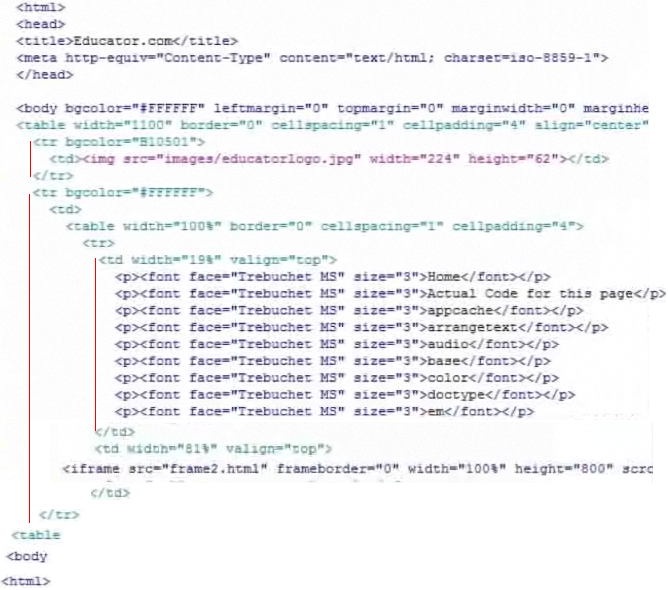 <html>
<head>
<title>Educator.com</title>
<meta http-equiv="Content-Type" content="text/html; charset=iso-8859-1">
</head>
<body bgcolor="#FFFFFF" leftmargin="0" topmargin="0" marginwidth="0" marginhe
<table width="1100" border="0" cellspacing="1" cellpadding="4" align="center"
<tr bgcolor="B10501">
<td><img src="images/educatorlogo.jpg" width="224" height="62"></td>
</tr>
<tr bgcolor="#FFFFFF">
<td>
<table width="100%" border="0" cellspacing="1" cellpadding="4">
<tr>
<td width="19%" valign="top">
<p><font face="Trebuchet MS" size="3">Home</font></p>
<p><font face="Trebuchet MS" size="3">Actual Code for this page</p>
<p><font face="Trebuchet MS" size="3">appcache</font></p>
<p><font face="Trebuchet MS" size="3">arrangetext</font></p>
<p><font face="Trebuchet MS" size="3">audio</font></p>
<p><font face="Trebuchet MS" size="3">base</font></p>
<p><font face="Trebuchet MS" size="3">color</font></p>
<p><font face="Trebuchet MS" size="3">doctype</font></p>
<p><font face="Trebuchet MS" size="3">em</font></p>
</td>
<td width="81%" valign="top">
<iframe src="frame2.html" frameborder="0" width="100%" height="800" scro
</td>
</tr>
<table
<body
<html>